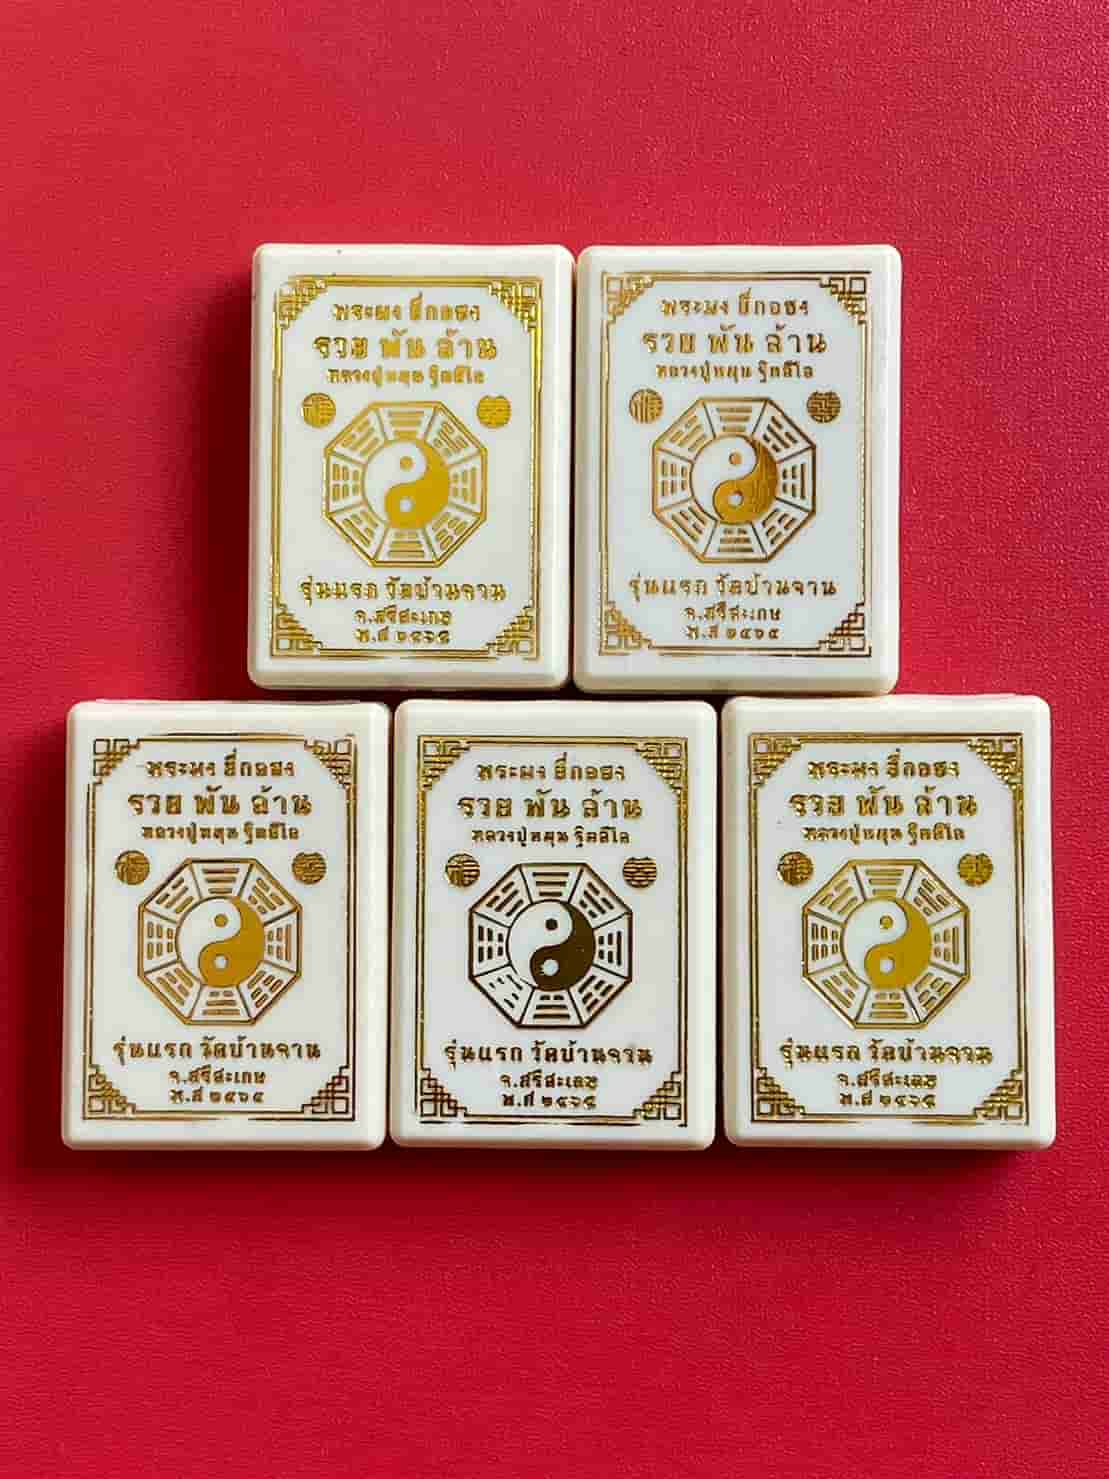 พระผง ยี่กอฮง
รวย พัน ล้าน
หลวงปู่หมุน ฐิตสีโล
福
รุ่นแรก วัดบ้านจาน
จ.ศรีสะเกษ
พ.ศ ๒๕๖๕
พระผง ยี่กอฮง
รวย พัน ล้าน
หลวงปู่หมุน ฐิตสีโล
福
รุ่นแรก วัดบ้านจาน
จ.ศรีสะเกษ
พ.ศ ๒๕๖๕
พระผง ยี่กอฮง
รวย พัน ล้าน
หลวงปู่หมุน ฐิตสีโล
福
รุ่นแรก วัดบ้านจาน
จ.ศรีสะเกษ
พ.ศ ๒๕๖๕
พระผง ยี่กอฮง
รวย พัน ล้าน
หลวงปู่หมุน ฐิตสีโล
福
รุ่นแรก วัดบ้านจาน
จ.ศรีสะเกษ
พ.ศ ๒๕๖๕
พระผง ยี่กอฮง
รวย พัน ล้าน
หลวงปู่หมุน ฐิตสีโล
福
รุ่นแรก วัดบ้านจาน
จ.ศรีสะเกษ
พ.ศ ๒๕๖๕